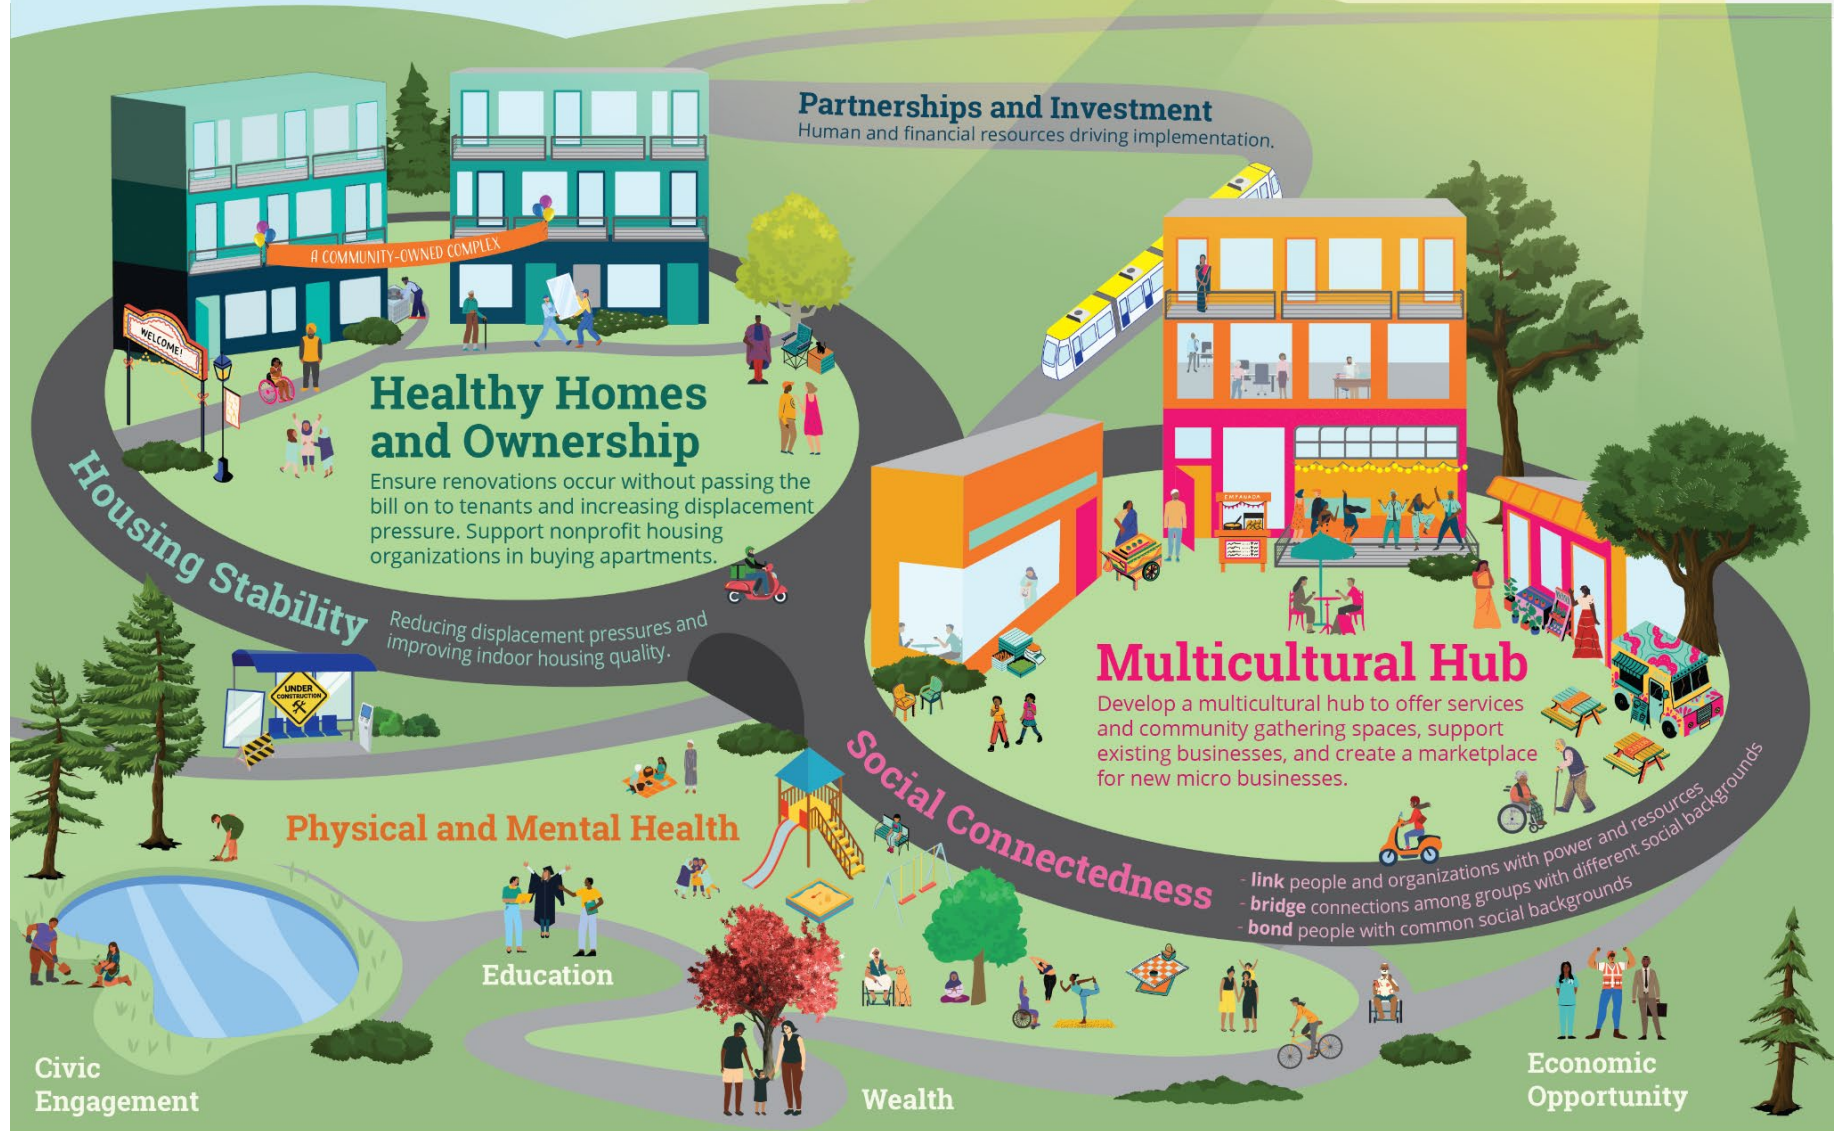 Partnerships and Investment
Human and financial resources driving implementation.
A COMMUNITY-OWNED COMPLEX
WELCOME!
Healthy Homes
and Ownership
Ensure renovations occur without passing the
bill on to tenants and increasing displacement
pressure. Support nonprofit housing
organizations in buying apartments.
Housing Stability
Reducing displacement pressures and
improving indoor housing quality.
UNDER
CONSTRUCTION
EMPANADA
Multicultural Hub
Develop a multicultural hub to offer services
and community gathering spaces, support
existing businesses, and create a marketplace
for new micro businesses.
Social Connectedness
- link people and organizations with power and resources
- bridge connections among groups with different social backgrounds
- bond people with common social backgrounds
Physical and Mental Health
Education
Civic
Engagement
Wealth
Economic
Opportunity